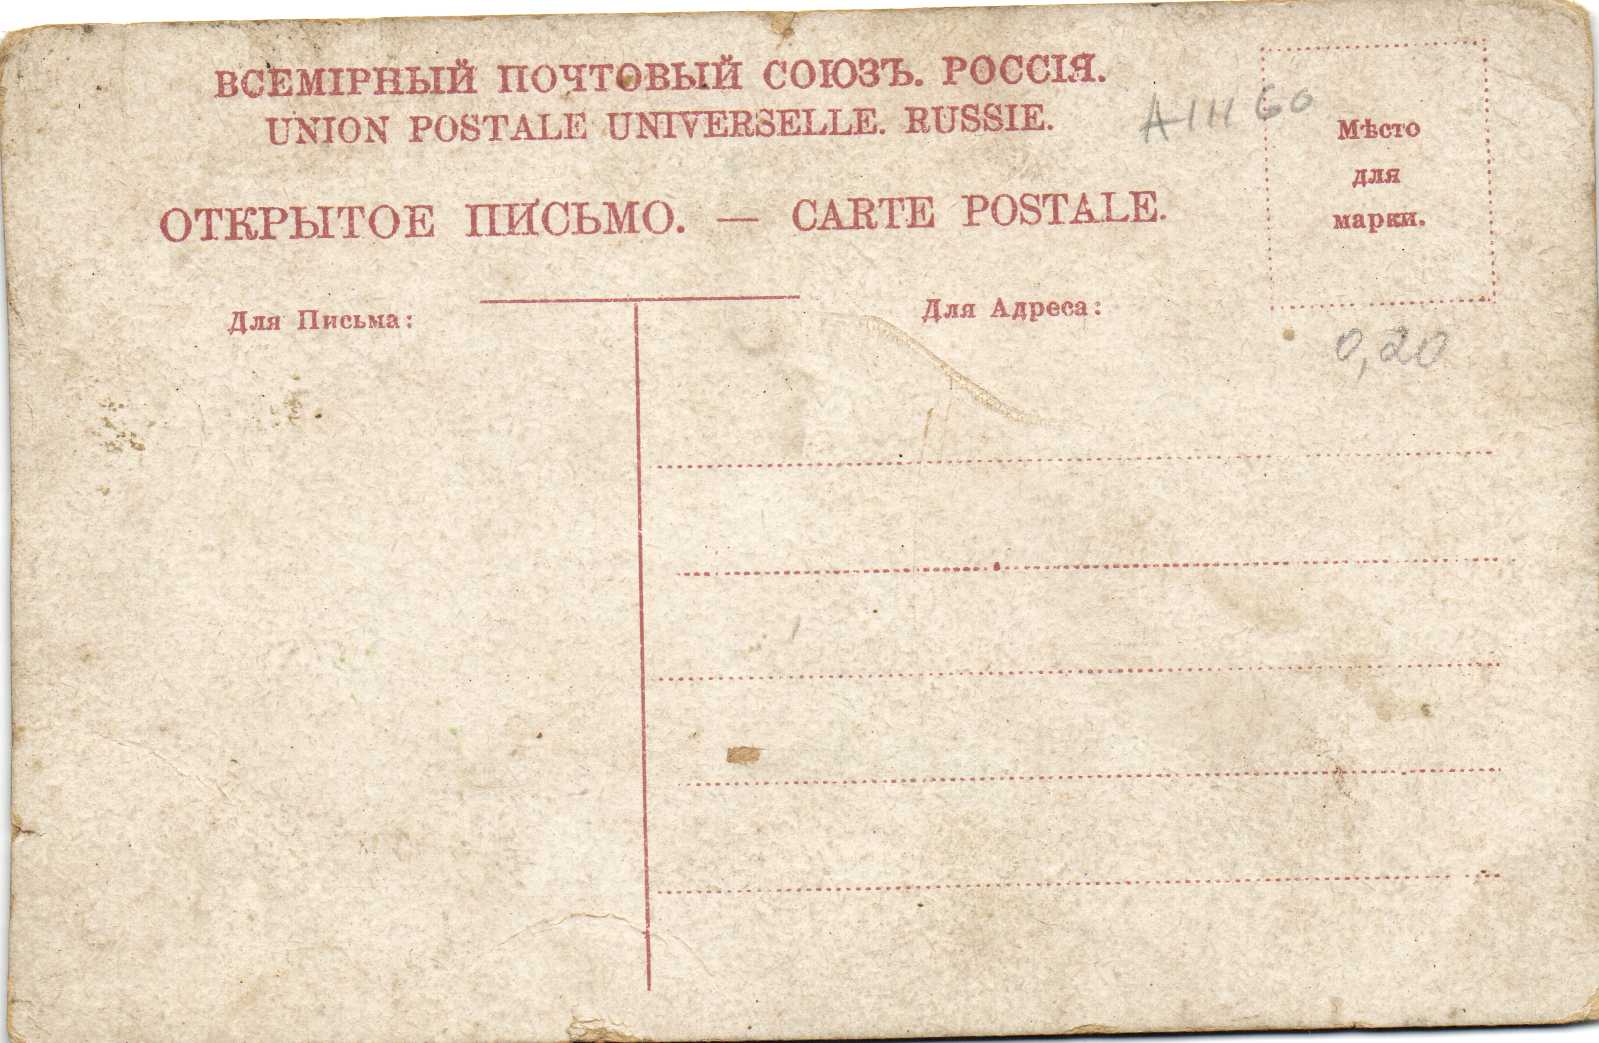 ВСЕМІРНЫЙ ПОЧТОВЫЙ СОЮЗЪ. РОССІЯ.
UNION POSTALE UNIVERSELLE. RUSSIE.
ОТКРЫТОЕ ПИСЬМО. — CARTE POSTALE.
Мѣсто
для
марки.
Для Письма:
Для Адреса:
0,20